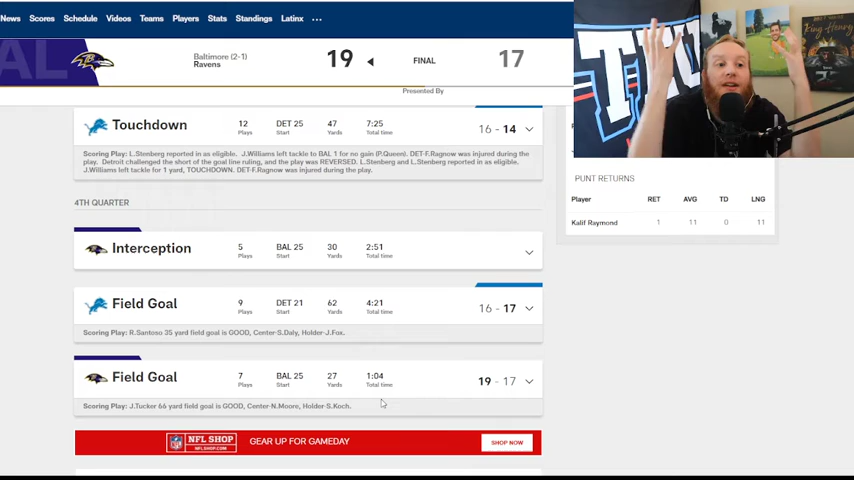 News Scores Schedule Videos Teams Players Stats Standings Latinx ...
Baltimore (2-1)
Ravens
19 FINAL 17
Presented By
Touchdown 12 DET 25 47 7:25 16 - 14
Plays Start Yards Total time
Scoring Play: L.Stenberg reported in as eligible. J.Williams left tackle to BAL 1 for no gain (P.Queen). DET-F.Ragnow was injured during the
play. Detroit challenged the short of the goal line ruling, and the play was REVERSED. L.Stenberg and L.Stenberg reported in as eligible.
J.Williams left tackle for 1 yard, TOUCHDOWN. DET-F.Ragnow was injured during the play.
4TH QUARTER
Interception 5 BAL 25 30 2:51
Plays Start Yards Total time
Field Goal 9 DET 21 62 4:21 16 - 17
Plays Start Yards Total time
Scoring Play: R.Santoso 35 yard field goal is GOOD, Center-S.Daly, Holder-J.Fox.
Field Goal 7 BAL 25 27 1:04 19 - 17
Plays Start Yards Total time
Scoring Play: J.Tucker 66 yard field goal is GOOD, Center-N.Moore, Holder-S.Koch.
NFL SHOP
NFLSHOP.COM
GEAR UP FOR GAMEDAY
SHOP NOW
PUNT RETURNS
Player RET AVG TD LNG
Kalif Raymond 1 11 0 11
King Henry